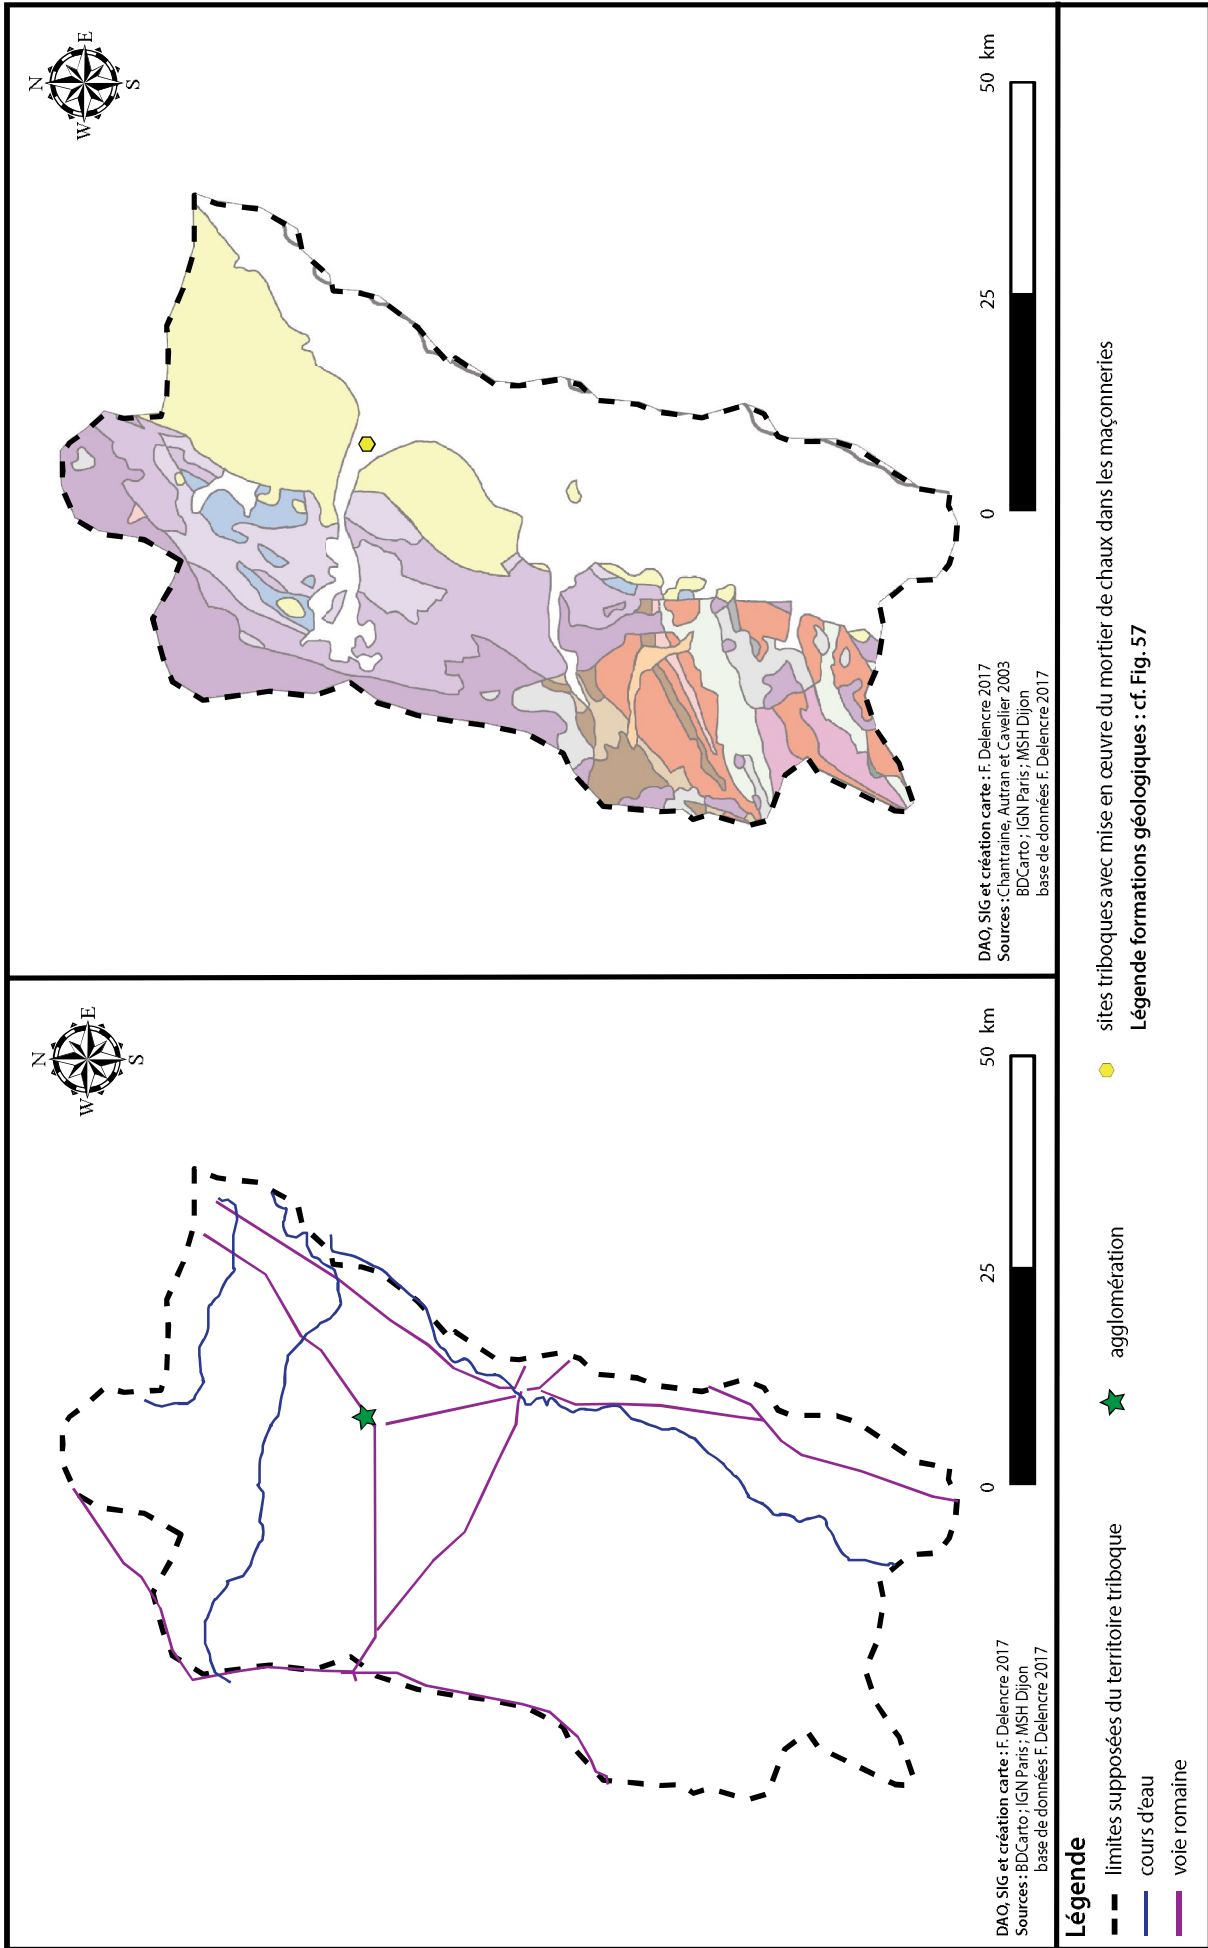 N
E
S
W
DAO, SIG et création carte : F. Delencre 2017
Sources : BDCarto ; IGN Paris ; MSH Dijon
base de données F. Delencre 2017
0 25 50 km
N
E
S
W
DAO, SIG et création carte : F. Delencre 2017
Sources : Chantraine, Autran et Cavelier 2003
BDCarto ; IGN Paris ; MSH Dijon
base de données F. Delencre 2017
0 25 50 km
Légende
limites supposées du territoire triboque
cours d'eau
voie romaine
agglomération
sites triboques avec mise en œuvre du mortier de chaux dans les maçonneries
Légende formations géologiques : cf. Fig. 57